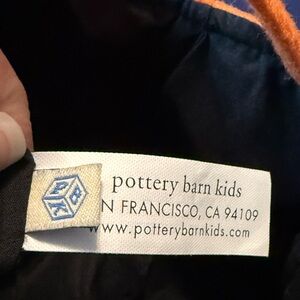 P B K
pottery barn kids
N FRANCISCO, CA 94109
www.potterybarnkids.com